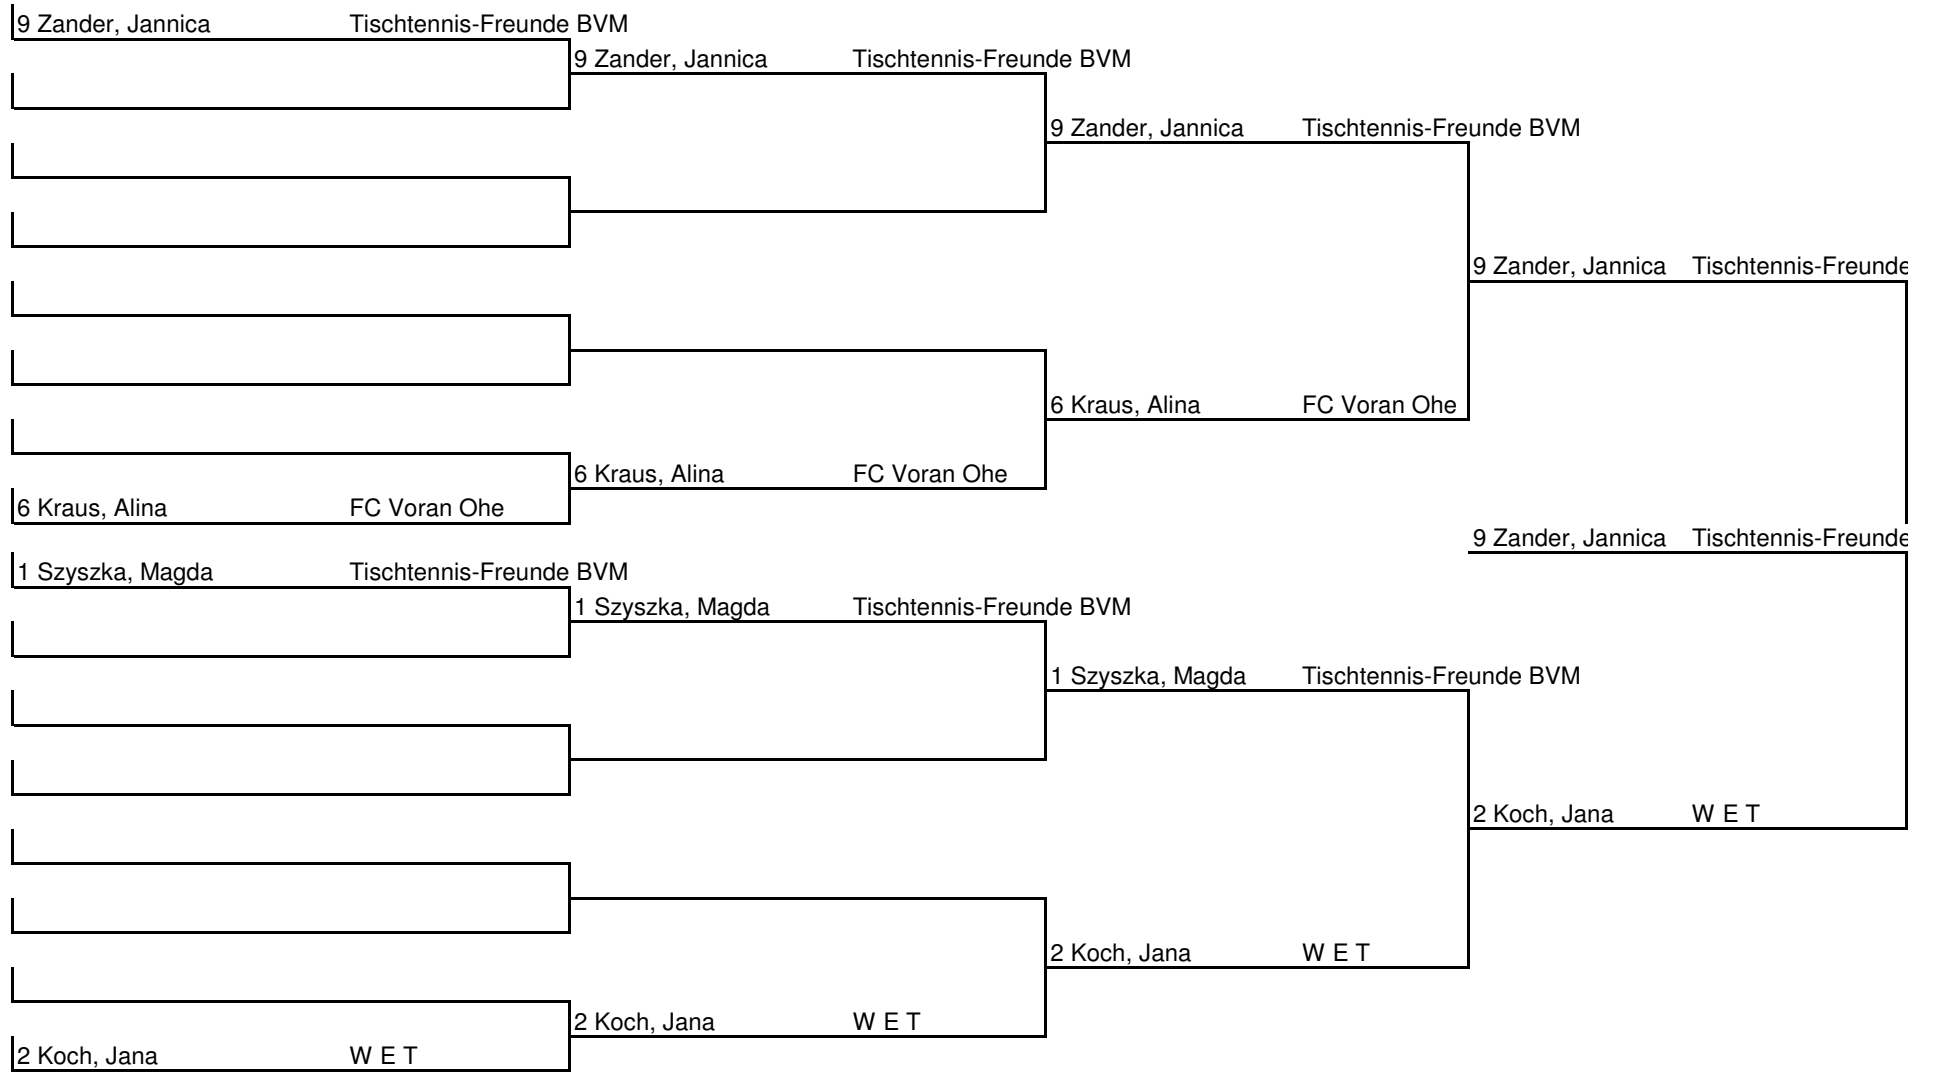 9 Zander, Jannica Tischtennis-Freunde BVM
9 Zander, Jannica Tischtennis-Freunde BVM
9 Zander, Jannica Tischtennis-Freunde BVM
9 Zander, Jannica Tischtennis-Freunde
6 Kraus, Alina FC Voran Ohe
6 Kraus, Alina FC Voran Ohe
6 Kraus, Alina FC Voran Ohe
9 Zander, Jannica Tischtennis-Freunde
1 Szyszka, Magda Tischtennis-Freunde BVM
1 Szyszka, Magda Tischtennis-Freunde BVM
1 Szyszka, Magda Tischtennis-Freunde BVM
2 Koch, Jana W E T
2 Koch, Jana W E T
2 Koch, Jana W E T
2 Koch, Jana W E T